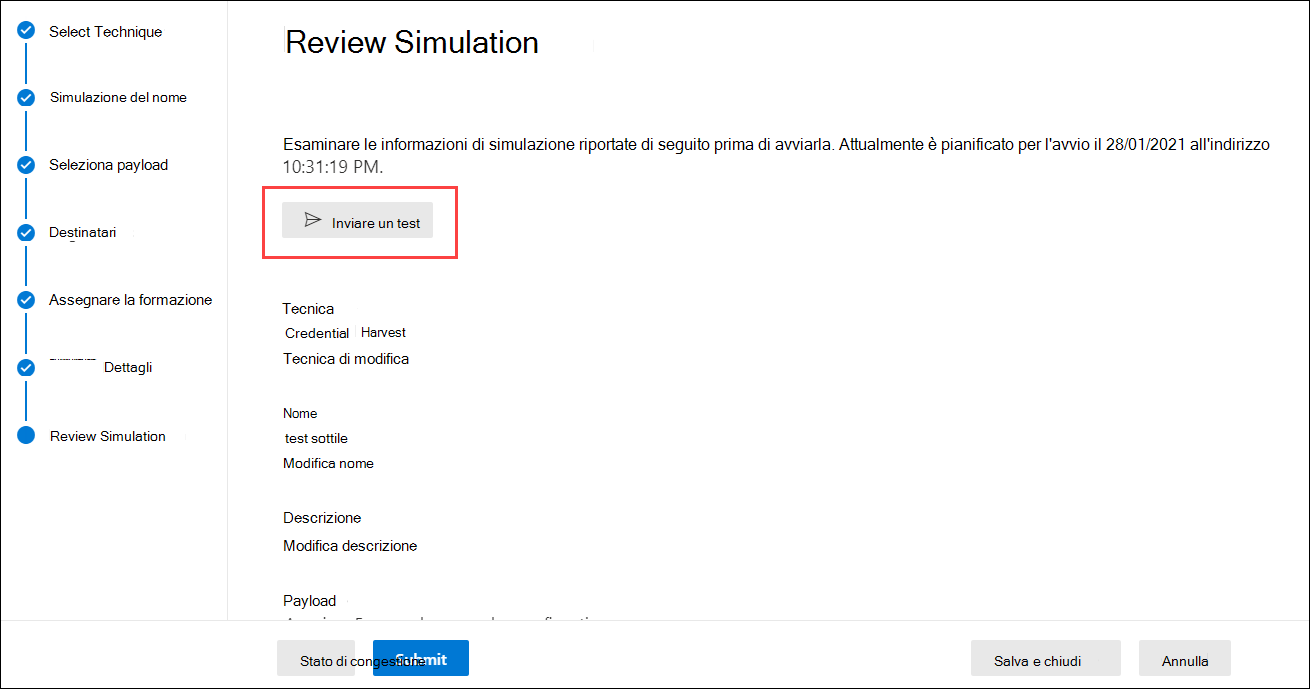 Select Technique
Simulazione del nome
Seleziona payload
Destinatari
Assegnare la formazione
Dettagli
Review Simulation
Review Simulation
Esaminare le informazioni di simulazione riportate di seguito prima di avviarla. Attualmente è pianificato per l'avvio il 28/01/2021 all'indirizzo
10:31:19 PM.
Inviare un test
Tecnica
Credential Harvest
Tecnica di modifica
Nome
test sottile
Modifica nome
Descrizione
Modifica descrizione
Payload
Stato di congestione
Submit
Salva e chiudi
Annulla